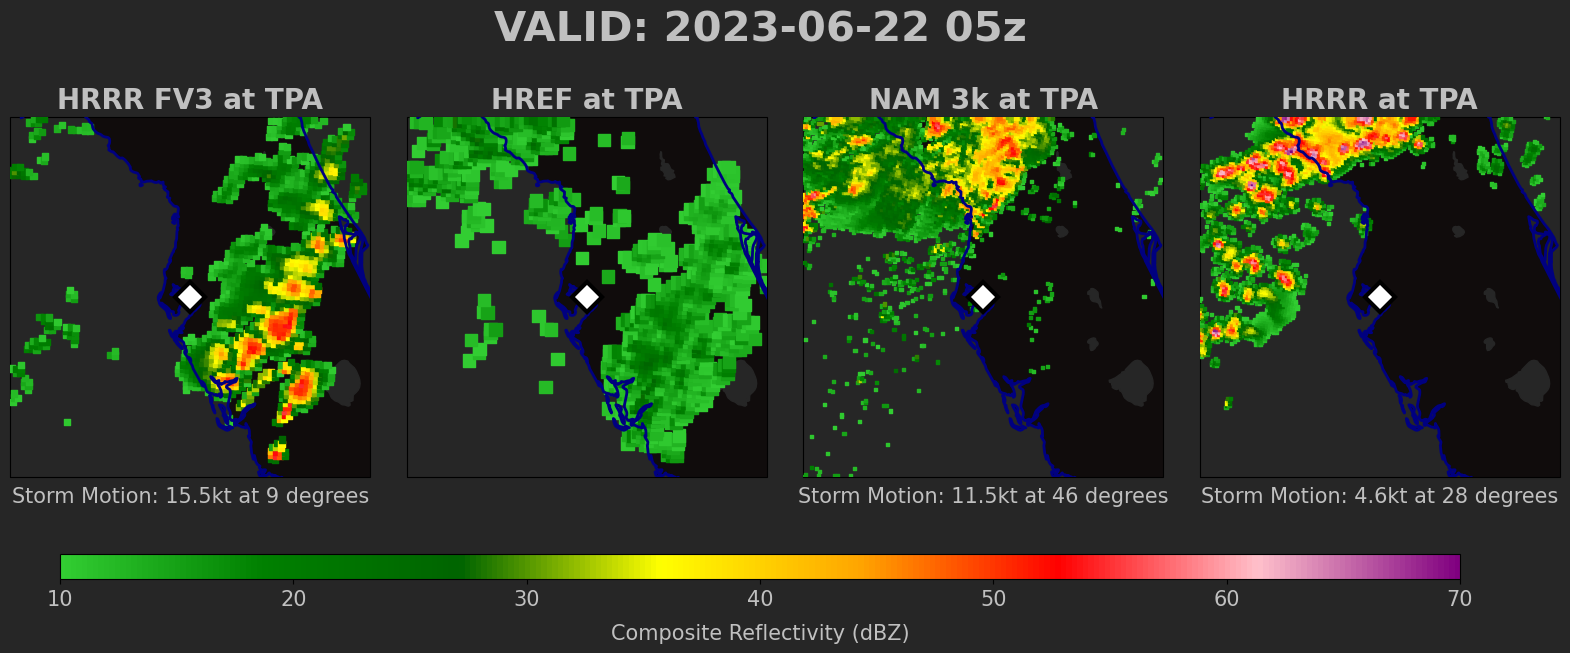 VALID: 2023-06-22 05z
HRRR FV3 at TPA
HREF at TPA
NAM 3k at TPA
HRRR at TPA
Storm Motion: 15.5kt at 9 degrees
Storm Motion: 11.5kt at 46 degrees
Storm Motion: 4.6kt at 28 degrees
10 20 30 40 50 60 70
Composite Reflectivity (dBZ)